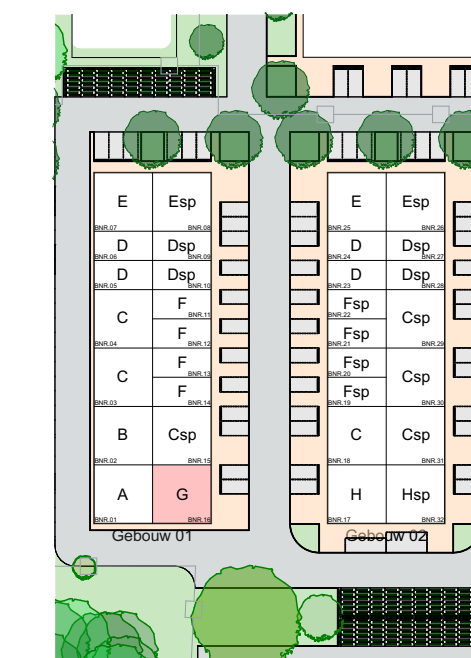 E Esp E Esp
BNR.07 BNR.08 BNR.25 BNR.26
D Dsp D Dsp
BNR.06 BNR.09 BNR.24 BNR.27
D Dsp D Dsp
BNR.05 BNR.10 BNR.23 BNR.28
C F Fsp Csp
BNR.11 BNR.22
F Fsp
BNR.04 BNR.12 BNR.21 BNR.29
C F Fsp Csp
BNR.13 BNR.20
F Fsp
BNR.03 BNR.14 BNR.19 BNR.30
B Csp C Csp
BNR.02 BNR.15 BNR.18 BNR.31
A G H Hsp
BNR.01 BNR.16 BNR.17 BNR.32
Gebouw 01 Gebouw 02